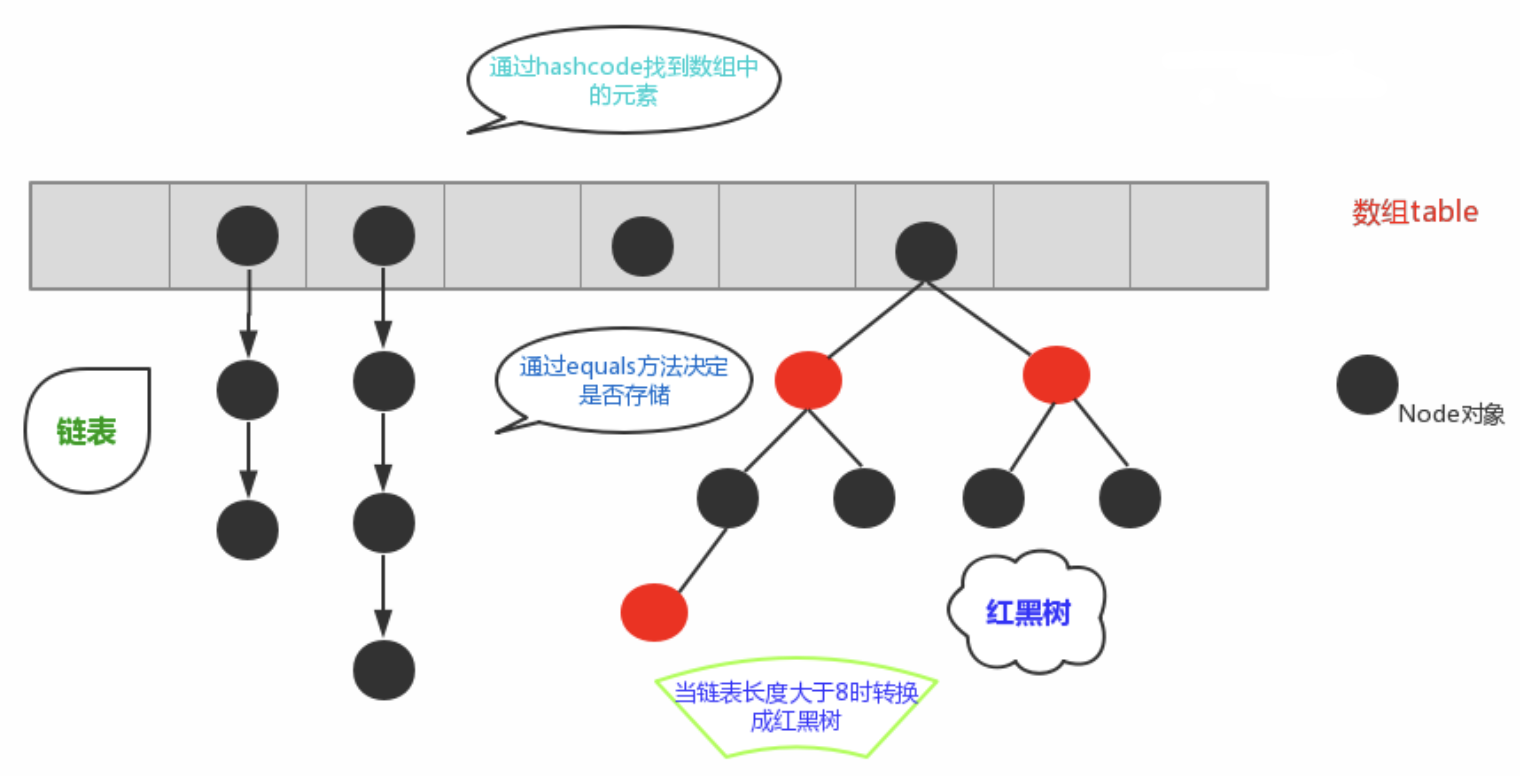 通过hashcode找到数组中
的元素
数组table
通过equals方法决定
是否存储
链表
Node对象
红黑树
当链表长度大于8时转换
成红黑树